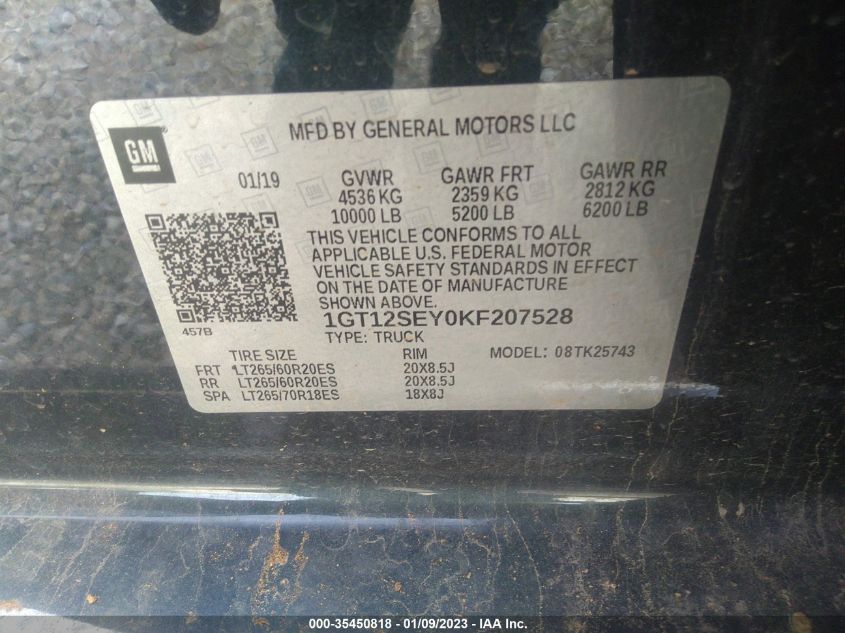 GM
MFD BY GENERAL MOTORS LLC
01/19 GVWR GAWR FRT GAWR RR
4536 KG 2359 KG 2812 KG
10000 LB 5200 LB 6200 LB
THIS VEHICLE CONFORMS TO ALL
APPLICABLE U.S. FEDERAL MOTOR
VEHICLE SAFETY STANDARDS IN EFFECT
ON THE DATE OF MANUFACTURE
SHOWN ABOVE.
457B
1GT12SEY0KF207528
TYPE: TRUCK
TIRE SIZE RIM MODEL: 08TK25743
FRT LT265/60R20ES 20X8.5J
RR LT265/60R20ES 20X8.5J
SPA LT265/70R18ES 18X8J
000-35450818 - 01/09/2023 - IAA Inc.